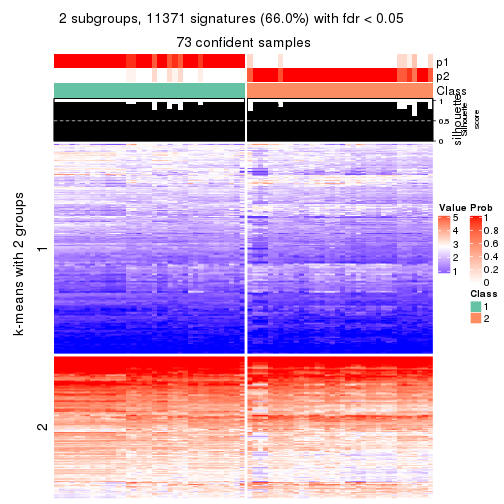 2 subgroups, 11371 signatures (66.0%) with fdr < 0.05
73 confident samples
p1
p2
Class
silhouette
Silhouette
score
1
0.5
0
k-means with 2 groups
1
2
Value
5
4
3
2
1
Prob
1
0.8
0.6
0.4
0.2
0
Class
1
2